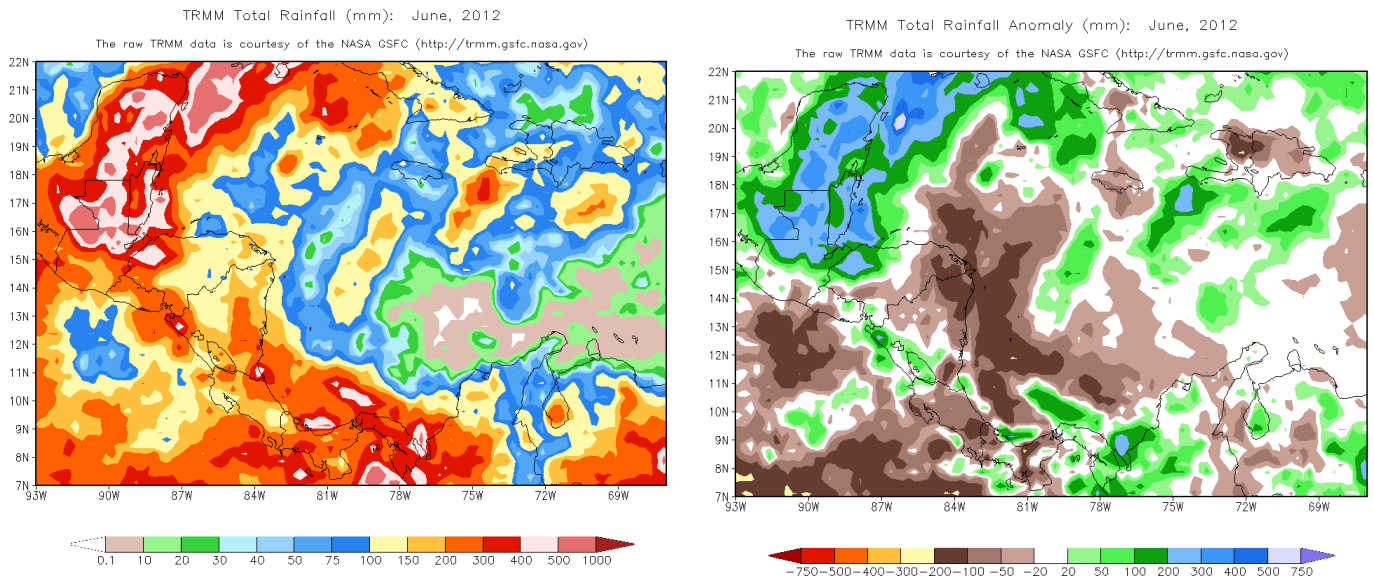 TRMM Total Rainfall (mm): June, 2012
The raw TRMM data is courtesy of the NASA GSFC (http://trmm.gsfc.nasa.gov)
22N
21N
20N
19N
18N
17N
16N
15N
14N
13N
12N
11N
10N
9N
8N
7N
93W 90W 87W 84W 81W 78W 75W 72W 69W
0.1 10 20 30 40 50 75 100 150 200 300 400 500 1000
TRMM Total Rainfall Anomaly (mm): June, 2012
The raw TRMM data is courtesy of the NASA GSFC (http://trmm.gsfc.nasa.gov)
22N
21N
20N
19N
18N
17N
16N
15N
14N
13N
12N
11N
10N
9N
8N
7N
93W 90W 87W 84W 81W 78W 75W 72W 69W
-750 -500 -400 -300 -200 -100 -50 -20 20 50 100 200 300 400 500 750